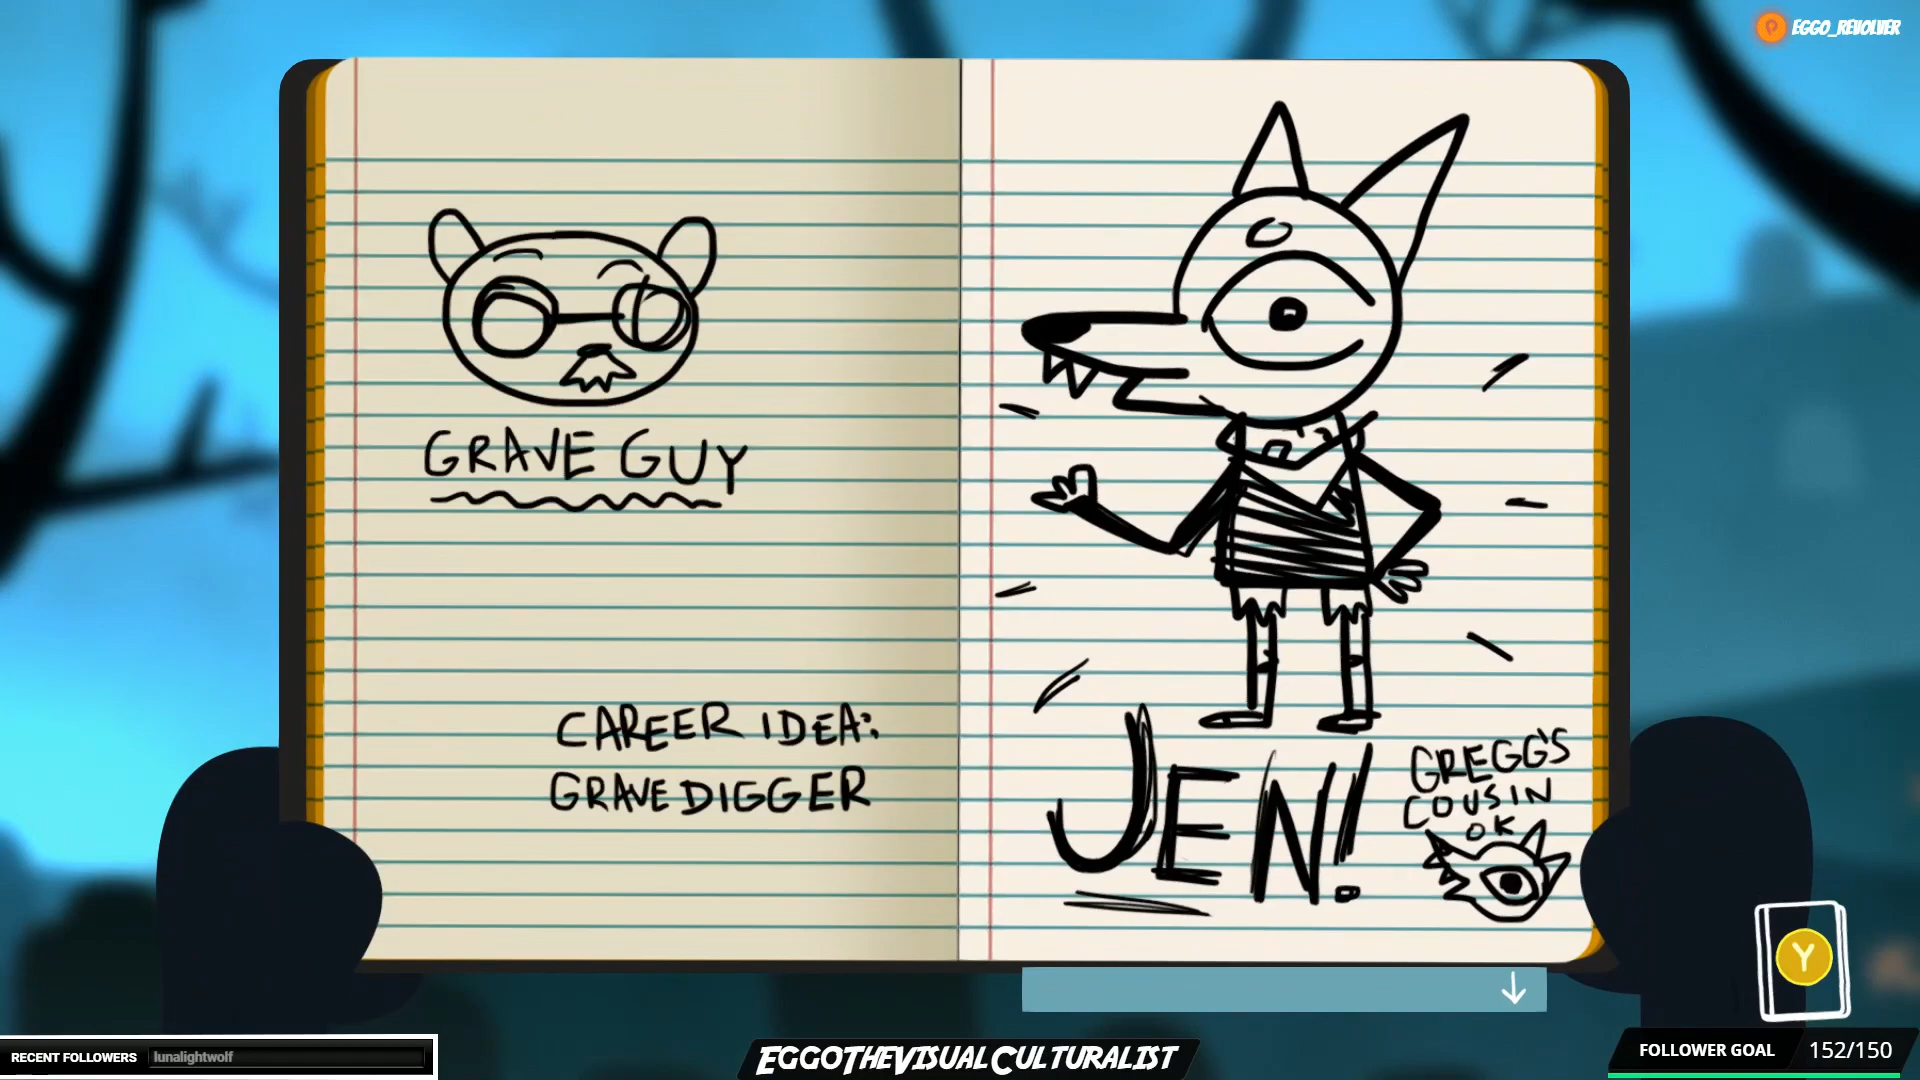 EGGO_REVOLVER
GRAVE GUY
CAREER IDEA:
GRAVEDIGGER
JEN!
GREGG'S
COUSIN
OK
Y
RECENT FOLLOWERS lunalightwolf
EGGOTHEVISUALCULTURALIST
FOLLOWER GOAL 152/150